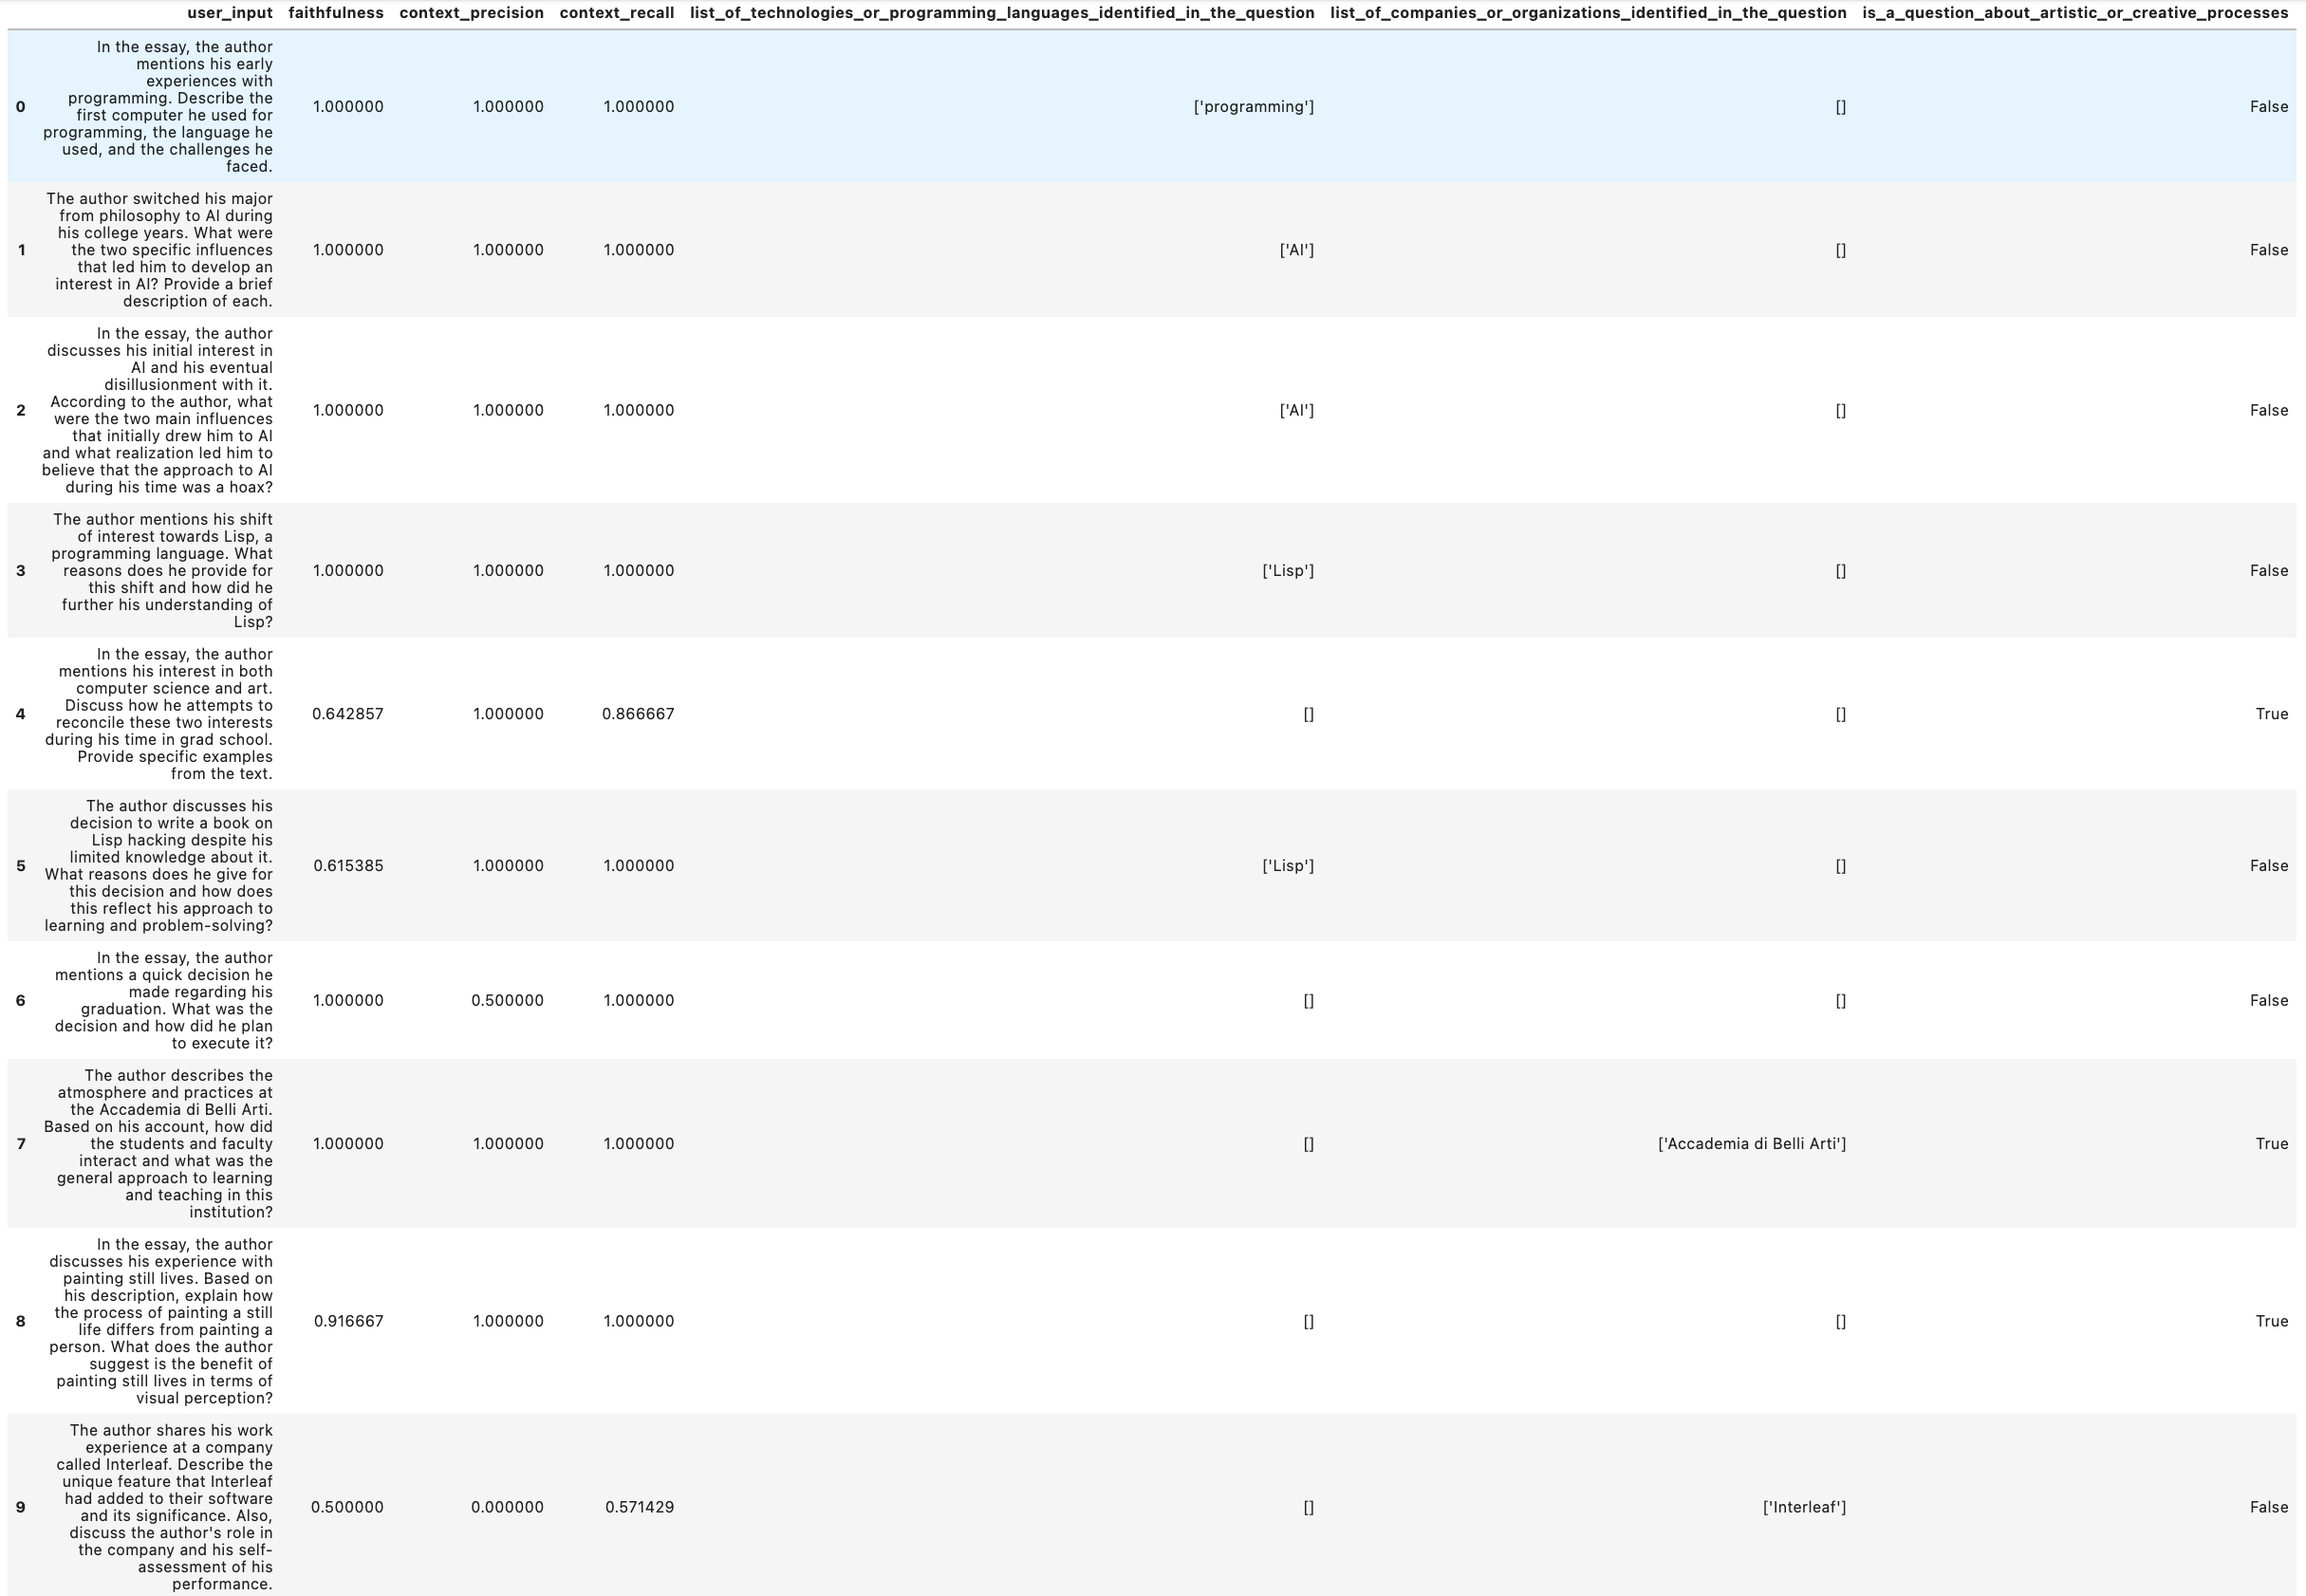 user_input faithfulness context_precision context_recall list_of_technologies_or_programming_languages_identified_in_the_question list_of_companies_or_organizations_identified_in_the_question is_a_question_about_artistic_or_creative_processes
In the essay, the author
mentions his early
experiences with
programming. Describe the
first computer he used for
programming, the language he
used, and the challenges he
faced.
0 1.000000 1.000000 1.000000 ['programming'] [] False
The author switched his major
from philosophy to AI during
his college years. What were
the two specific influences
that led him to develop an
interest in AI? Provide a brief
description of each.
1 1.000000 1.000000 1.000000 ['AI'] [] False
In the essay, the author
discusses his initial interest in
AI and his eventual
disillusionment with it.
According to the author, what
were the two main influences
that initially drew him to AI
and what realization led him to
believe that the approach to AI
during his time was a hoax?
2 1.000000 1.000000 1.000000 ['AI'] [] False
The author mentions his shift
of interest towards Lisp, a
programming language. What
reasons does he provide for
this shift and how did he
further his understanding of
Lisp?
3 1.000000 1.000000 1.000000 ['Lisp'] [] False
In the essay, the author
mentions his interest in both
computer science and art.
Discuss how he attempts to
reconcile these two interests
during his time in grad school.
Provide specific examples
from the text.
4 0.642857 1.000000 0.866667 [] [] True
The author discusses his
decision to write a book on
Lisp hacking despite his
limited knowledge about it.
What reasons does he give for
this decision and how does
this reflect his approach to
learning and problem-solving?
5 0.615385 1.000000 1.000000 ['Lisp'] [] False
In the essay, the author
mentions a quick decision he
made regarding his
graduation. What was the
decision and how did he plan
to execute it?
6 1.000000 0.500000 1.000000 [] [] False
The author describes the
atmosphere and practices at
the Accademia di Belli Arti.
Based on his account, how did
the students and faculty
interact and what was the
general approach to learning
and teaching in this
institution?
7 1.000000 1.000000 1.000000 [] ['Accademia di Belli Arti'] True
In the essay, the author
discusses his experience with
painting still lives. Based on
his description, explain how
the process of painting a still
life differs from painting a
person. What does the author
suggest is the benefit of
painting still lives in terms of
visual perception?
8 0.916667 1.000000 1.000000 [] [] True
The author shares his work
experience at a company
called Interleaf. Describe the
unique feature that Interleaf
had added to their software
and its significance. Also,
discuss the author's role in
the company and his self-
assessment of his
performance.
9 0.500000 0.000000 0.571429 [] ['Interleaf'] False